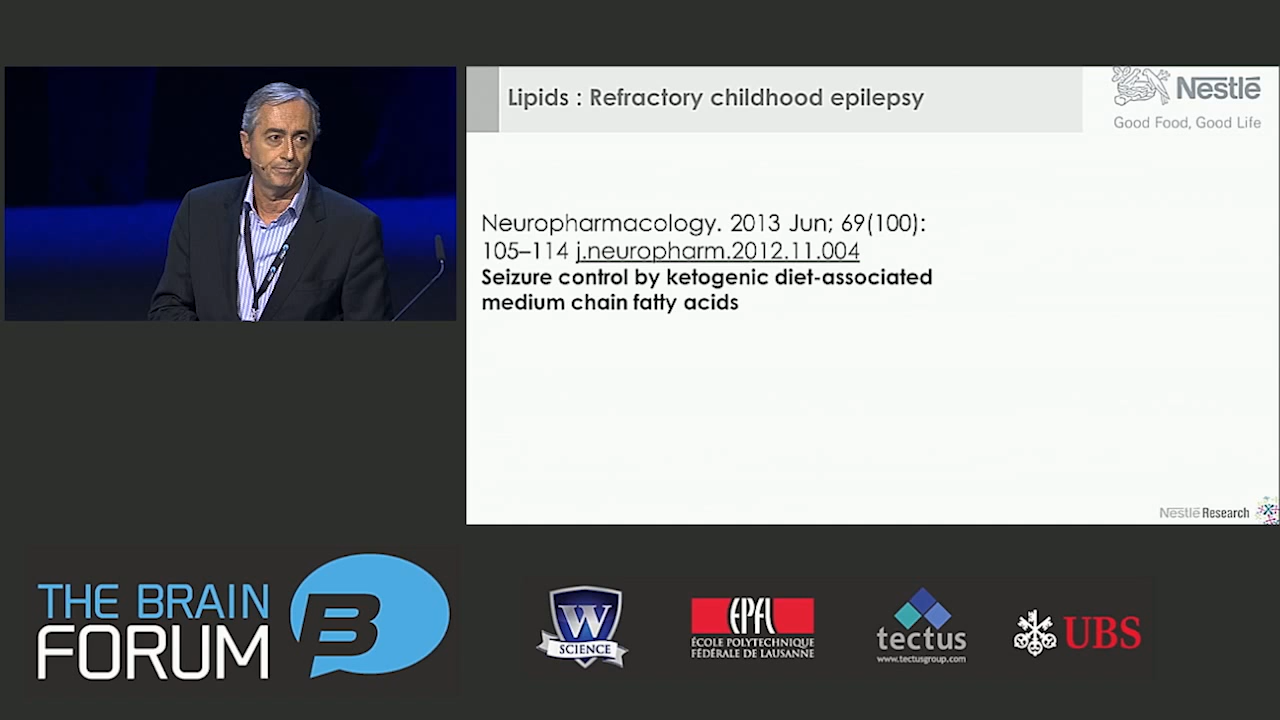 Lipids : Refractory childhood epilepsy
Nestlé
Good Food, Good Life
Neuropharmacology. 2013 Jun; 69(100):
105–114 j.neuropharm.2012.11.004
Seizure control by ketogenic diet-associated
medium chain fatty acids
Nestlé Research
THE BRAIN
FORUM
B
W
SCIENCE
EPFL
ÉCOLE POLYTECHNIQUE
FÉDÉRALE DE LAUSANNE
tectus
www.tectusgroup.com
UBS